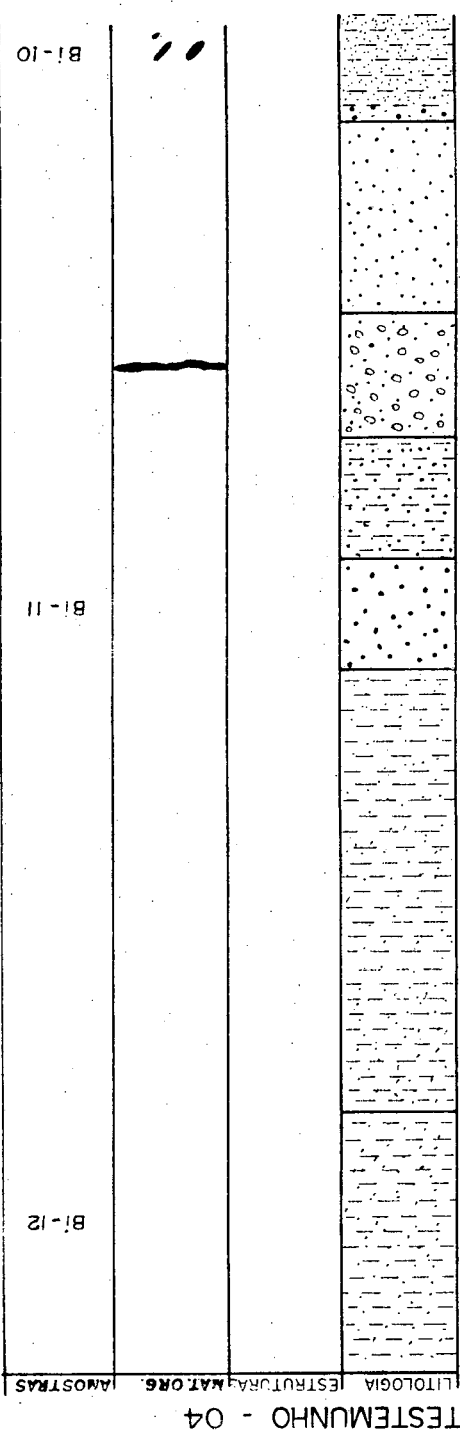 TESTEMUNHO - 04
LITOLOGIA ESTRUTURA MAT.ORG. AMOSTRAS
Bi-12
Bi-11
Bi-10